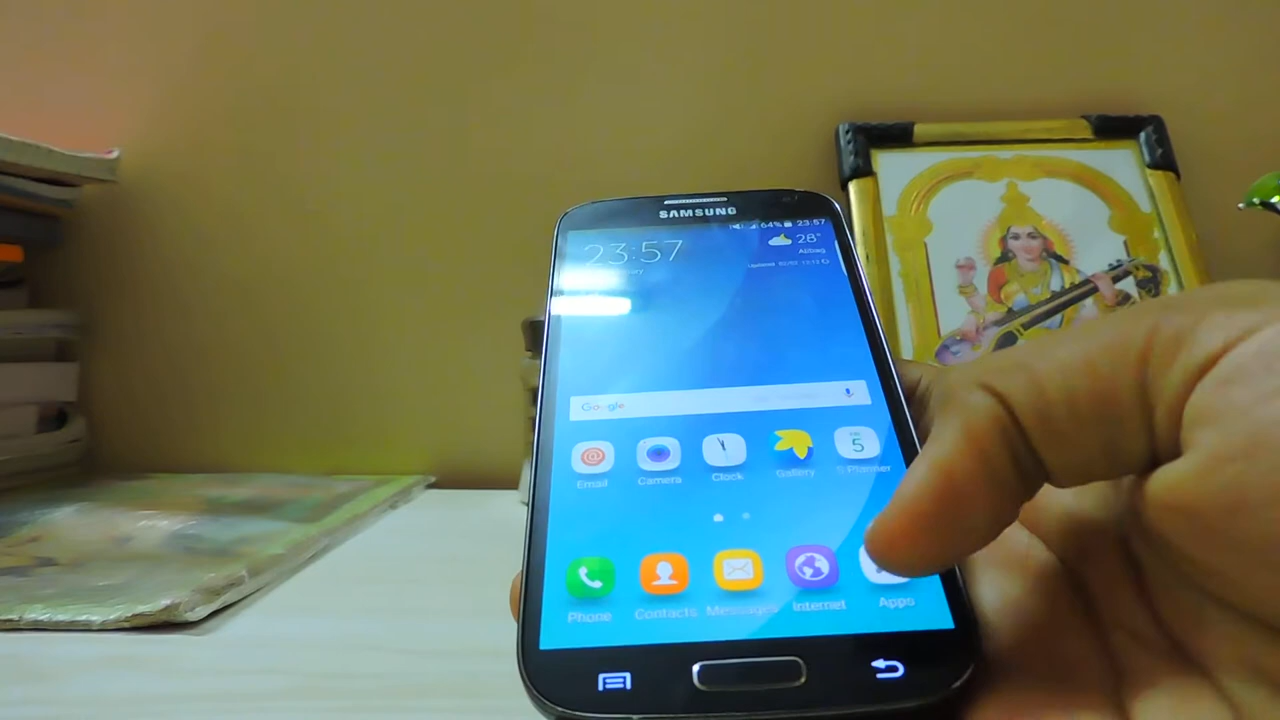 SAMSUNG
64% 23:57
23:57
28°
Google
FRI
5
Email
Camera
Clock
Gallery
S Planner
Phone
Contacts
Messages
Internet
Apps